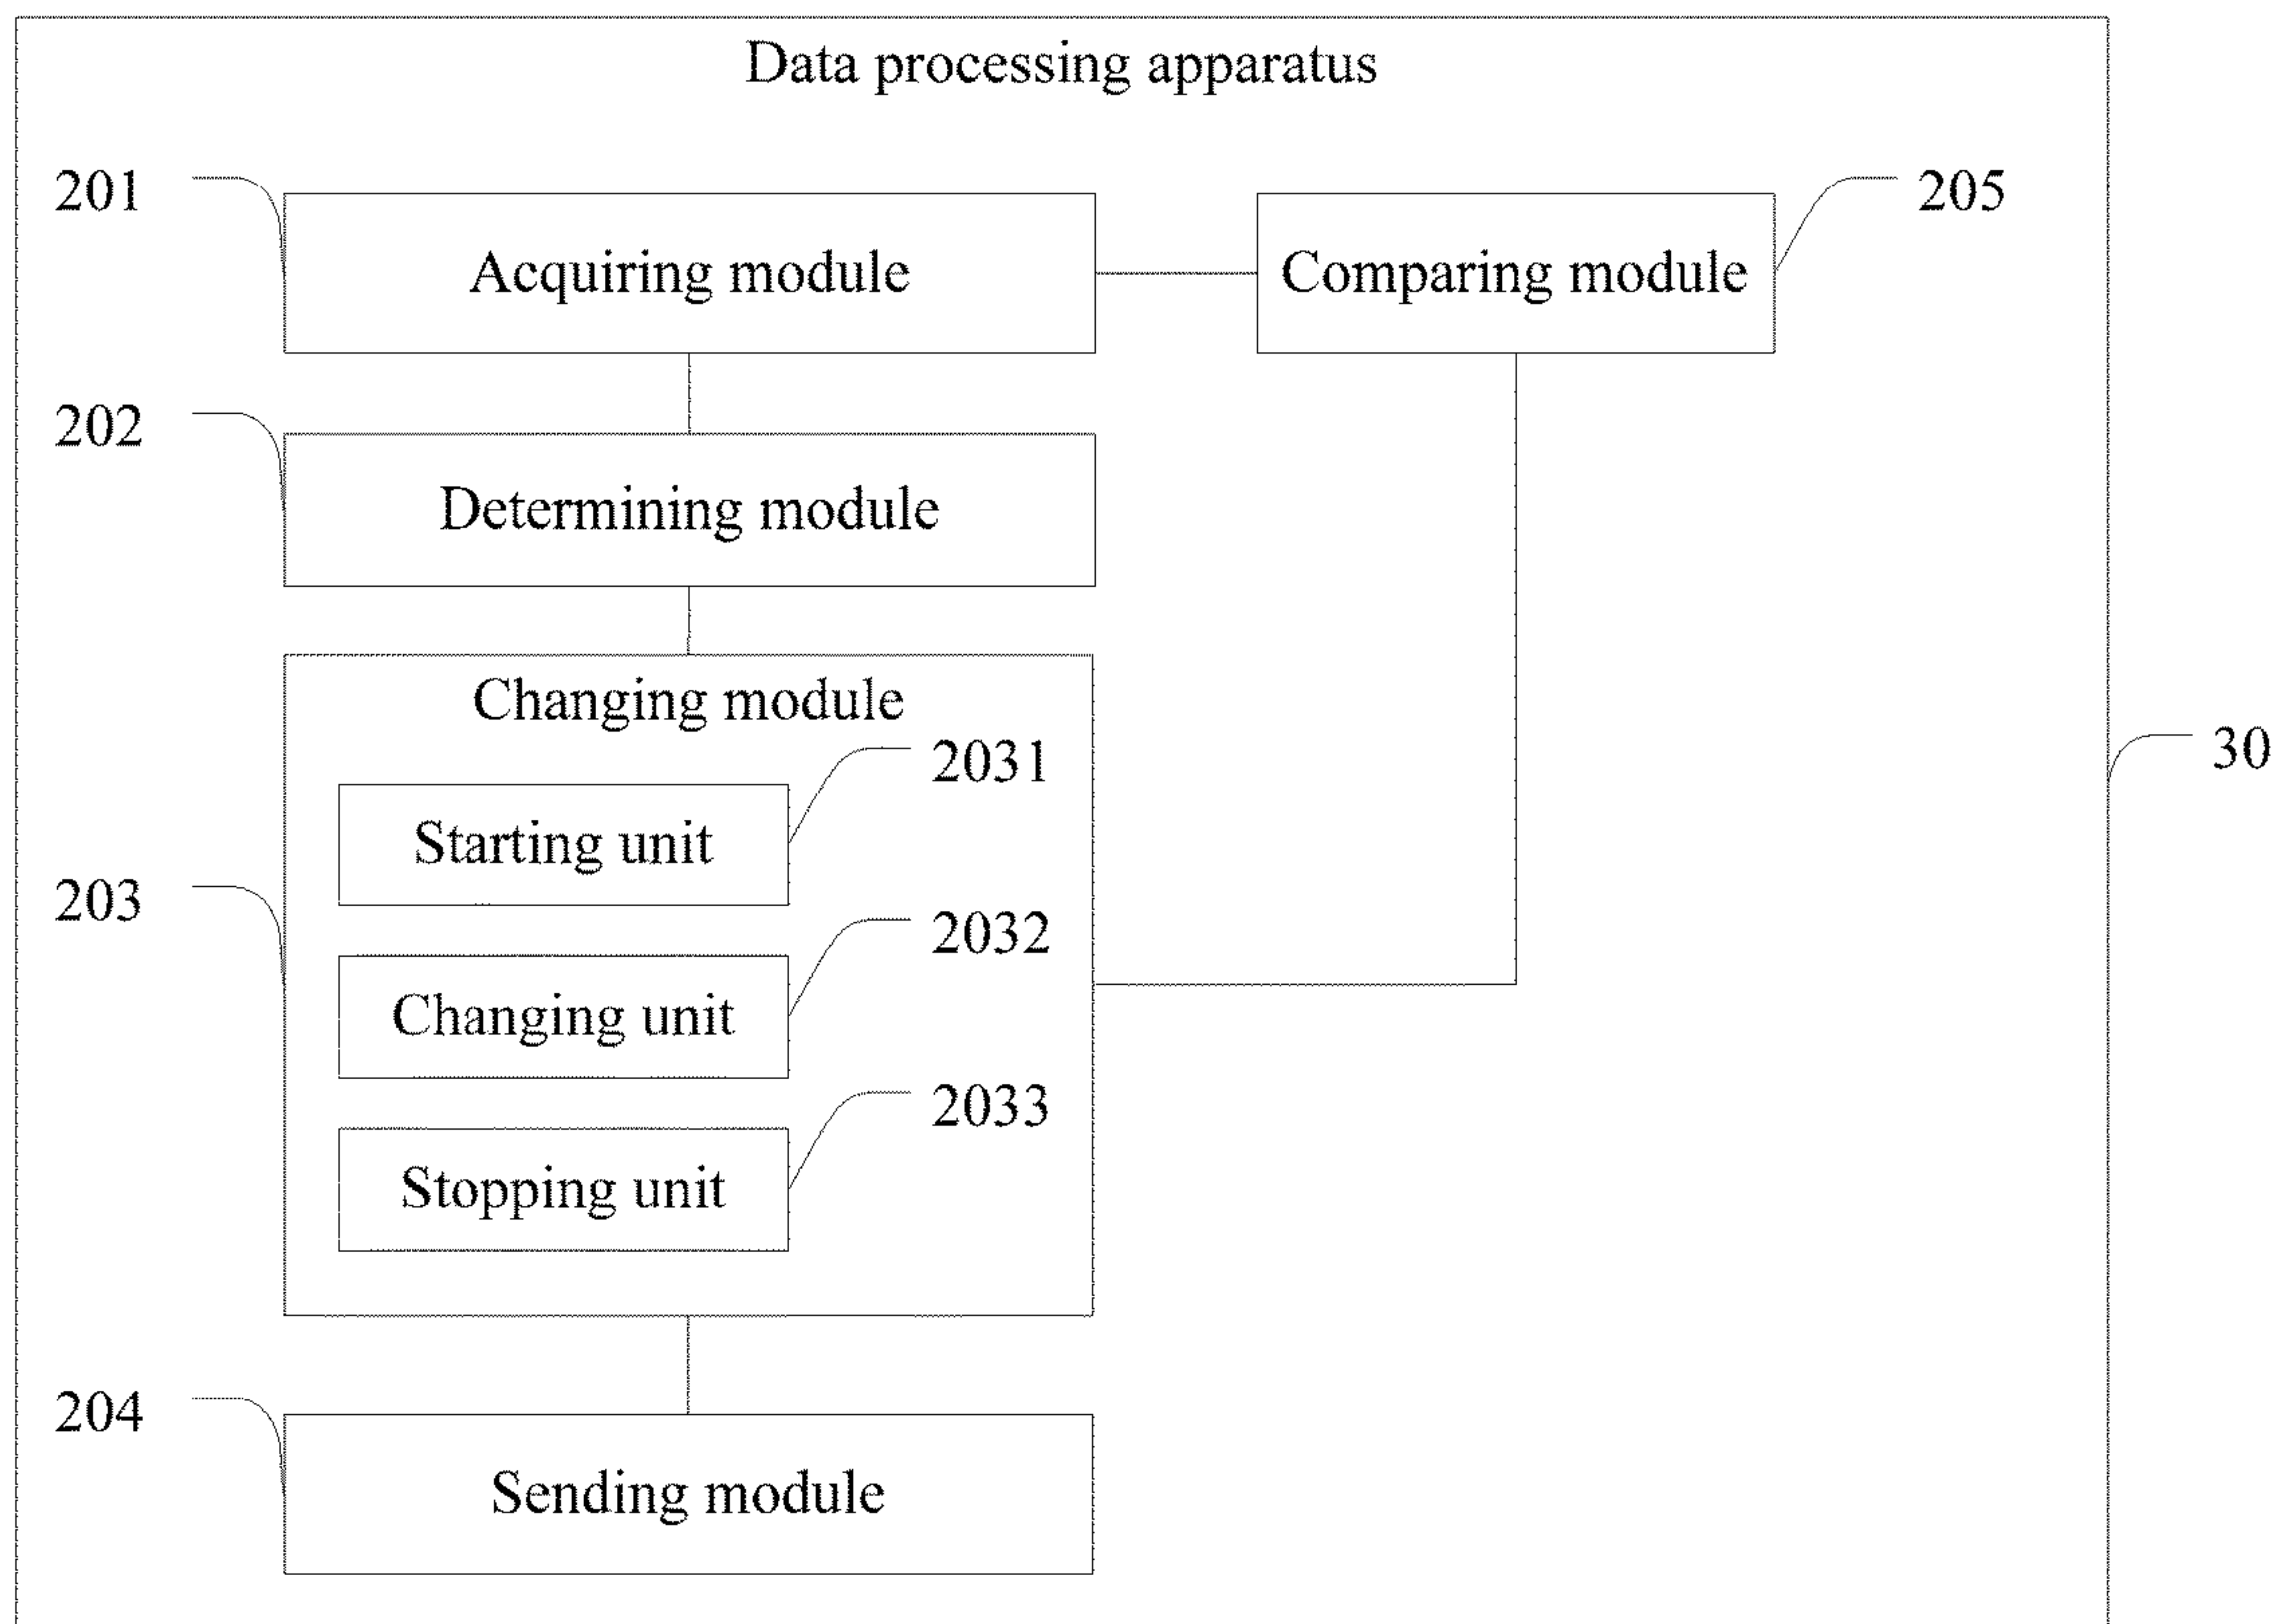 Data processing apparatus
201
Acquiring module
Comparing module
205
202
Determining module
Changing module
2031
Starting unit
30
203
2032
Changing unit
2033
Stopping unit
204
Sending module